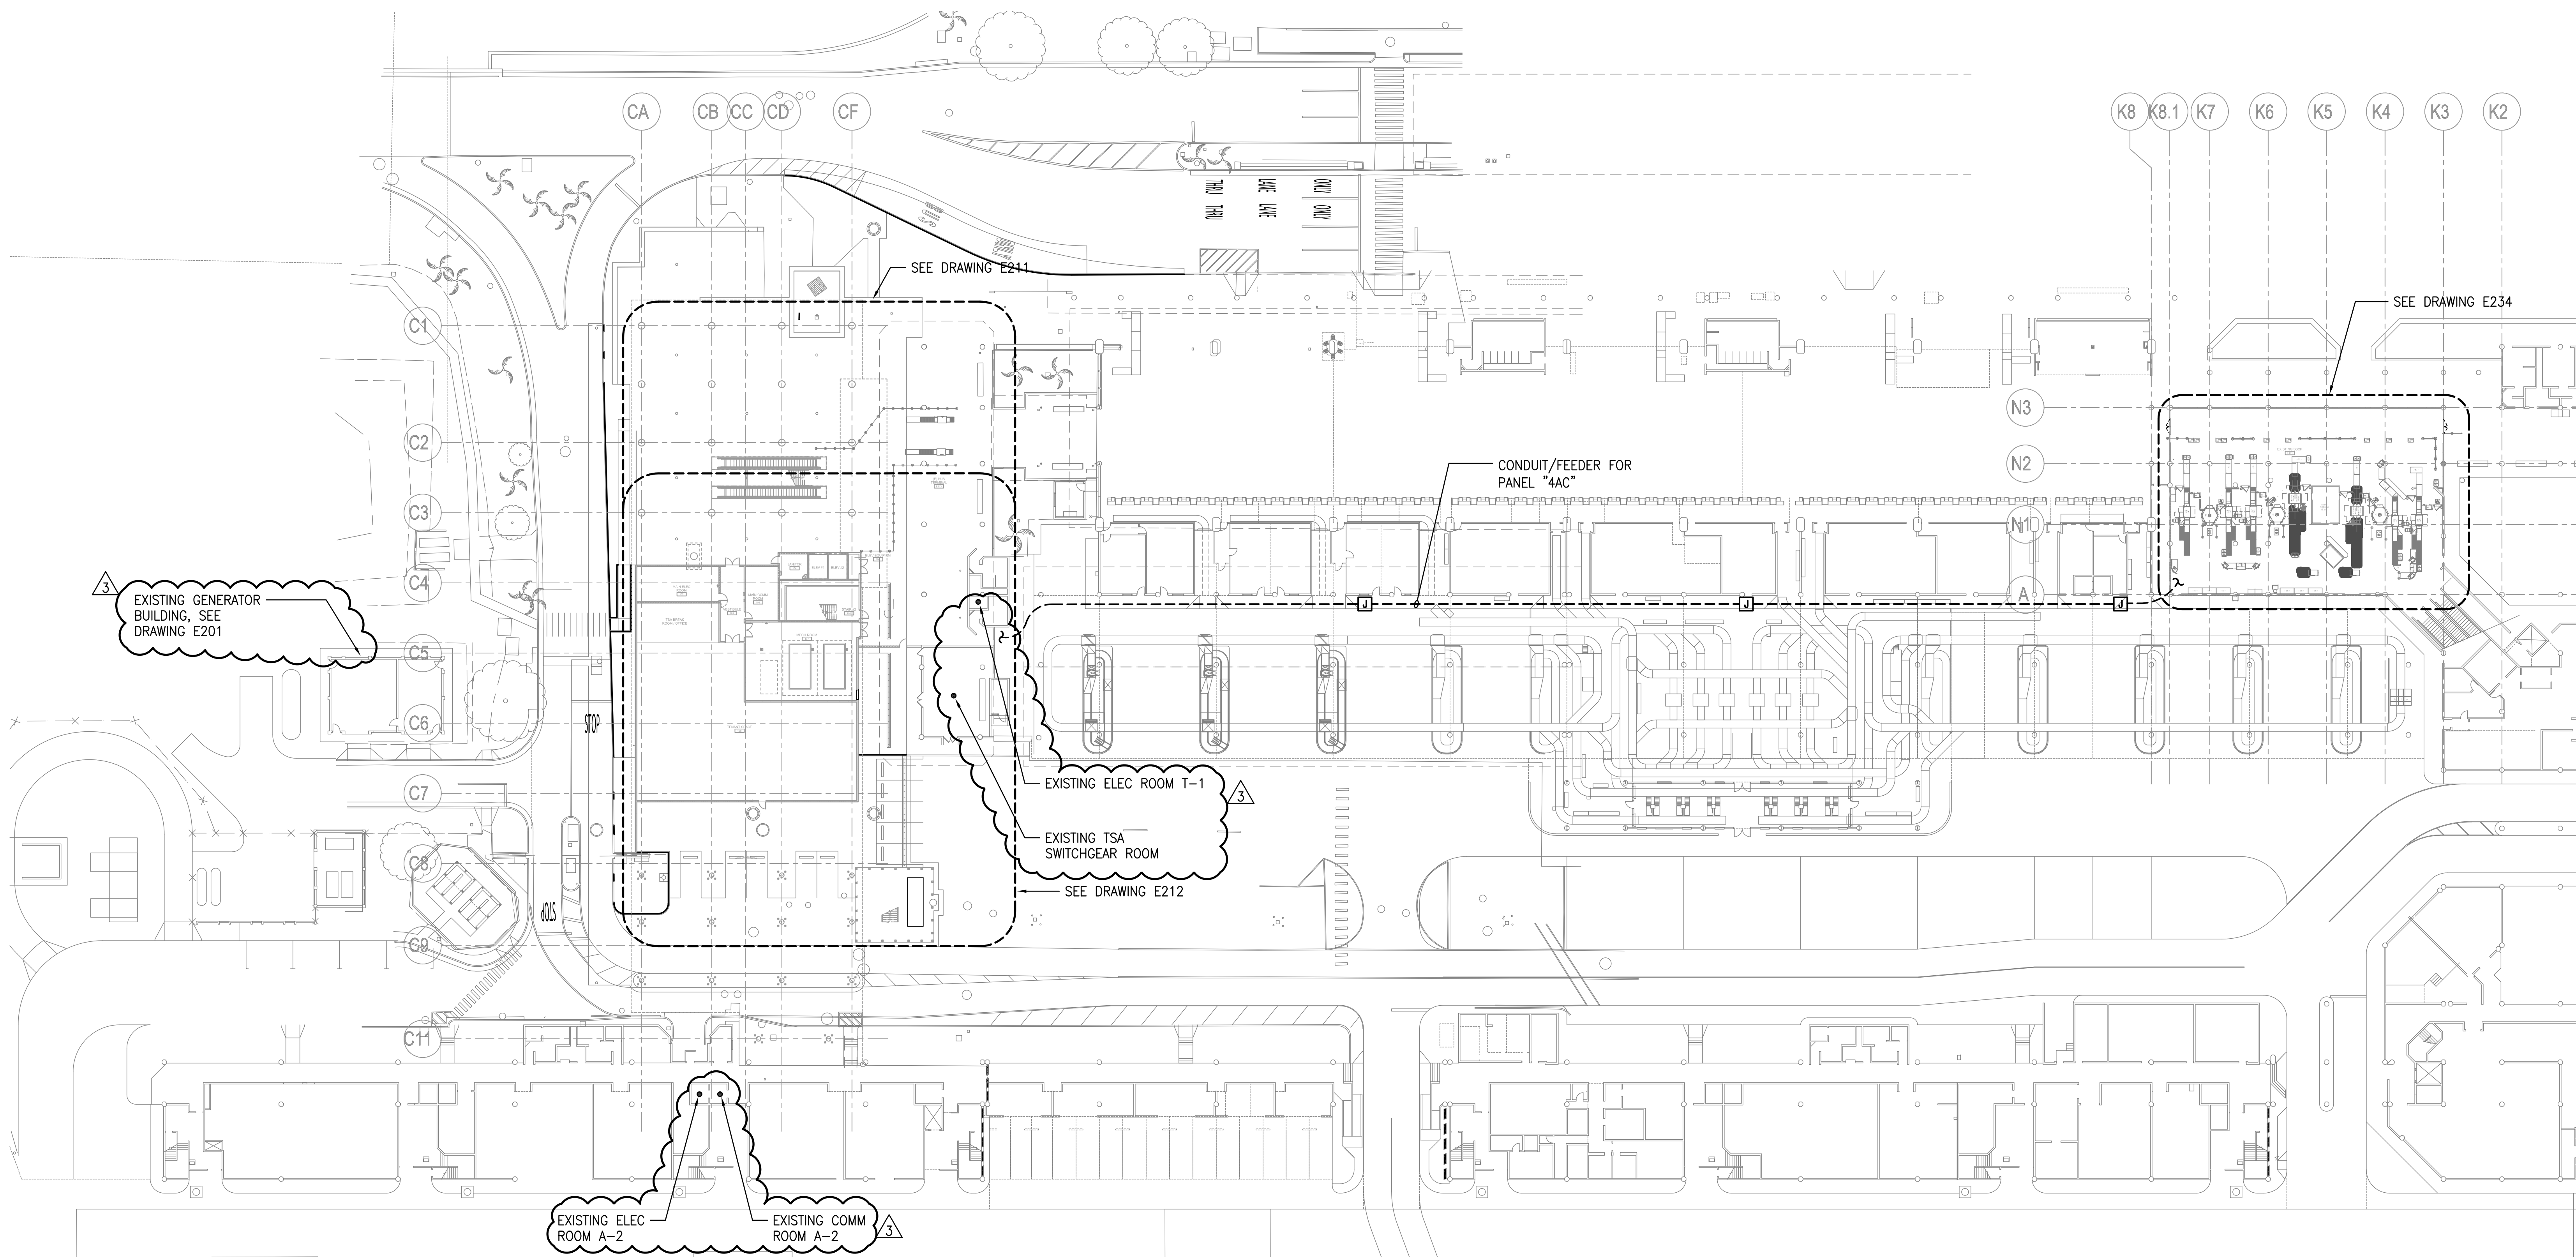 CA
CB
CC
CD
CF
K8
K8.1
K7
K6
K5
K4
K3
K2
THRU
LANE
ONLY
THRU
LANE
ONLY
SEE DRAWING E211
SEE DRAWING E234
C1
C2
C3
C4
C5
C6
C7
C8
C9
C11
N3
N2
N1
A
CONDUIT/FEEDER FOR
PANEL "4AC"
J
J
J
3
EXISTING GENERATOR
BUILDING, SEE
DRAWING E201
STOP
STOP
EXISTING ELEC ROOM T-1
3
EXISTING TSA
SWITCHGEAR ROOM
SEE DRAWING E212
EXISTING ELEC
ROOM A-2
EXISTING COMM
ROOM A-2
3